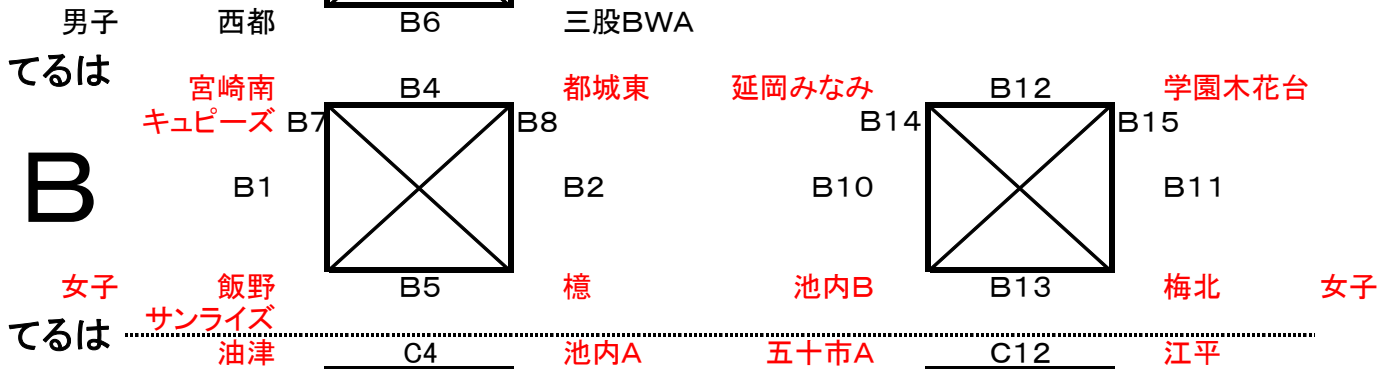 男子 西都 B6 三股BWA
てるは
宮崎南 B4 都城東 延岡みなみ B12 学園木花台
キュピーズ B7 B8 B14 B15
B B1 B2 B10 B11
女子 飯野 B5 檍 池内B B13 梅北 女子
サンライズ
てるは
油津 C4 池内A 五十市A C12 江平